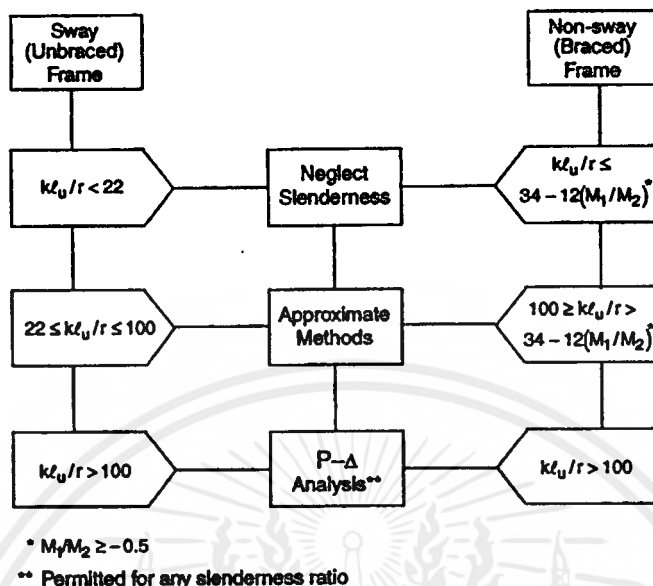 Sway
(Unbraced)
Frame
Non-sway
(Braced)
Frame
kℓu/r < 22
Neglect
Slenderness
kℓu/r ≤
34 – 12(M1/M2)*
22 ≤ kℓu/r ≤ 100
Approximate
Methods
100 ≥ kℓu/r >
34 – 12(M1/M2)*
kℓu/r > 100
P–Δ
Analysis**
kℓu/r > 100
* M1/M2 ≥ –0.5
** Permitted for any slenderness ratio